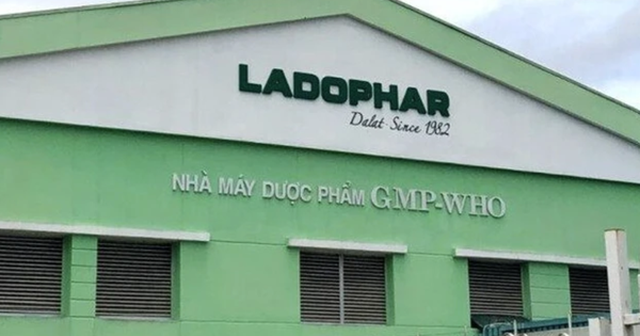 LADOPHAR
Dalat - Since 1982
NHÀ MÁY DƯỢC PHẨM GMP-WHO